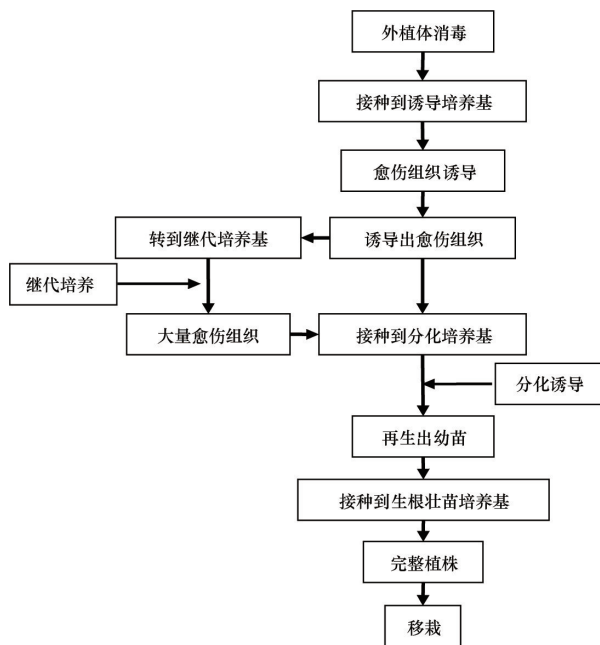 外植体消毒
接种到诱导培养基
愈伤组织诱导
转到继代培养基
诱导出愈伤组织
继代培养
大量愈伤组织
接种到分化培养基
分化诱导
再生出幼苗
接种到生根壮苗培养基
完整植株
移栽